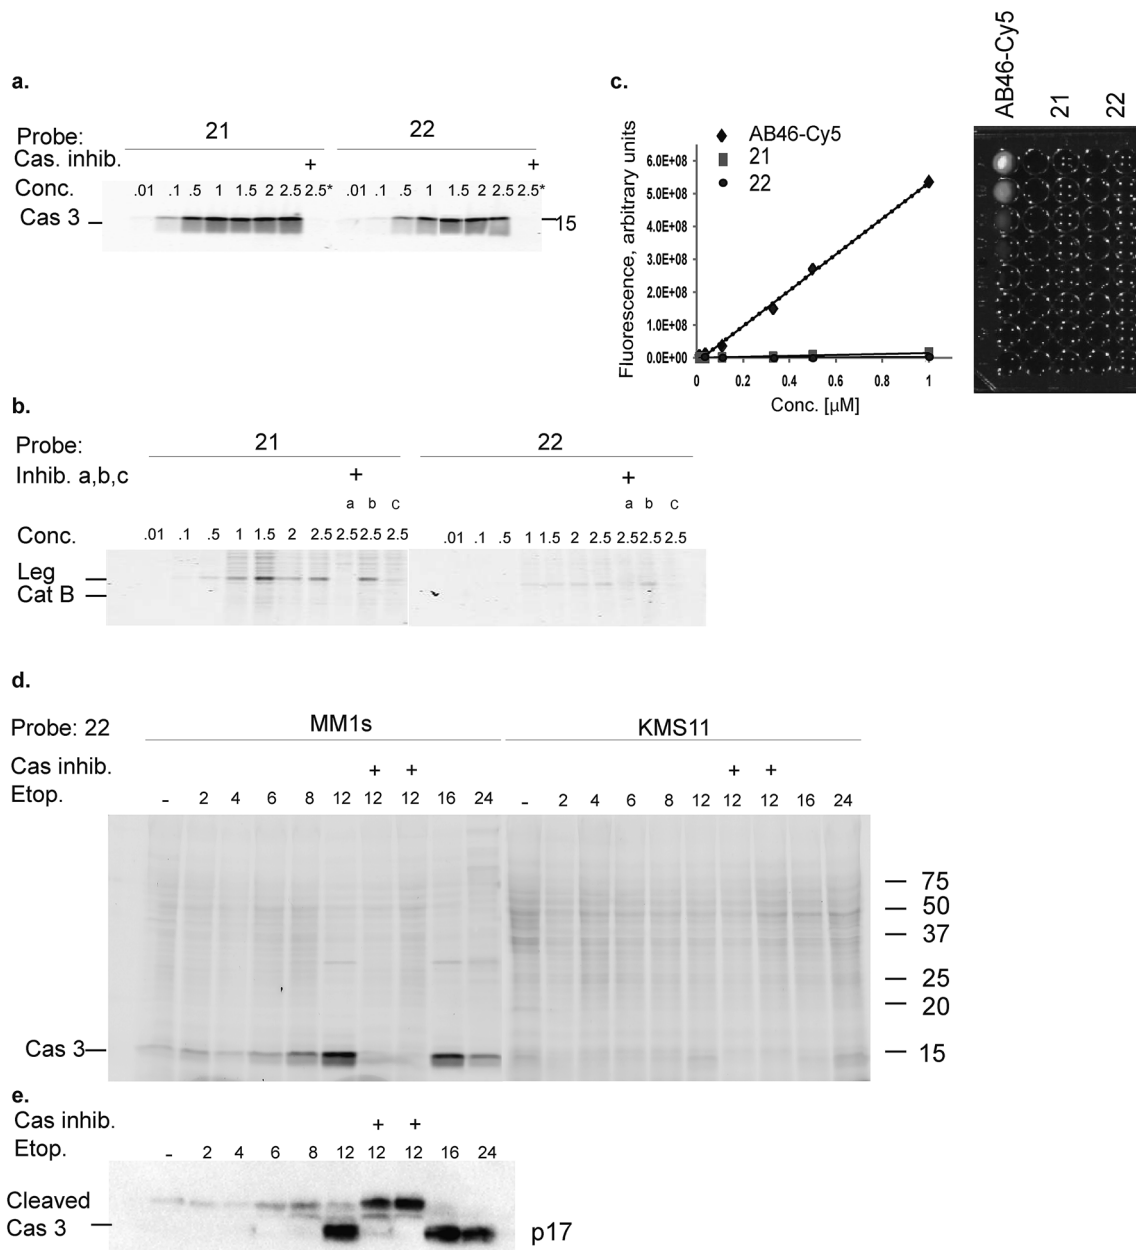 a.
Probe: 21 22
Cas. inhib. + +
Conc. .01 .1 .5 1 1.5 2 2.5 2.5* .01 .1 .5 1 1.5 2 2.5 2.5*
Cas 3 15
c.
AB46-Cy5
21
22
Fluorescence, arbitrary units
6.0E+08
5.0E+08
4.0E+08
3.0E+08
2.0E+08
1.0E+08
0.0E+00
0 0.2 0.4 0.6 0.8 1
Conc. [µM]
AB46-Cy5
21
22
b.
Probe: 21 22
Inhib. a,b,c + +
a b c a b c
Conc. .01 .1 .5 1 1.5 2 2.5 2.5 2.5 2.5 .01 .1 .5 1 1.5 2 2.5 2.5 2.5 2.5
Leg
Cat B
d.
Probe: 22 MM1s KMS11
Cas inhib. + + + +
Etop. - 2 4 6 8 12 12 12 16 24 - 2 4 6 8 12 12 12 16 24
75
50
37
25
20
Cas 3 15
e.
Cas inhib. + +
Etop. - 2 4 6 8 12 12 12 16 24
Cleaved
Cas 3 p17